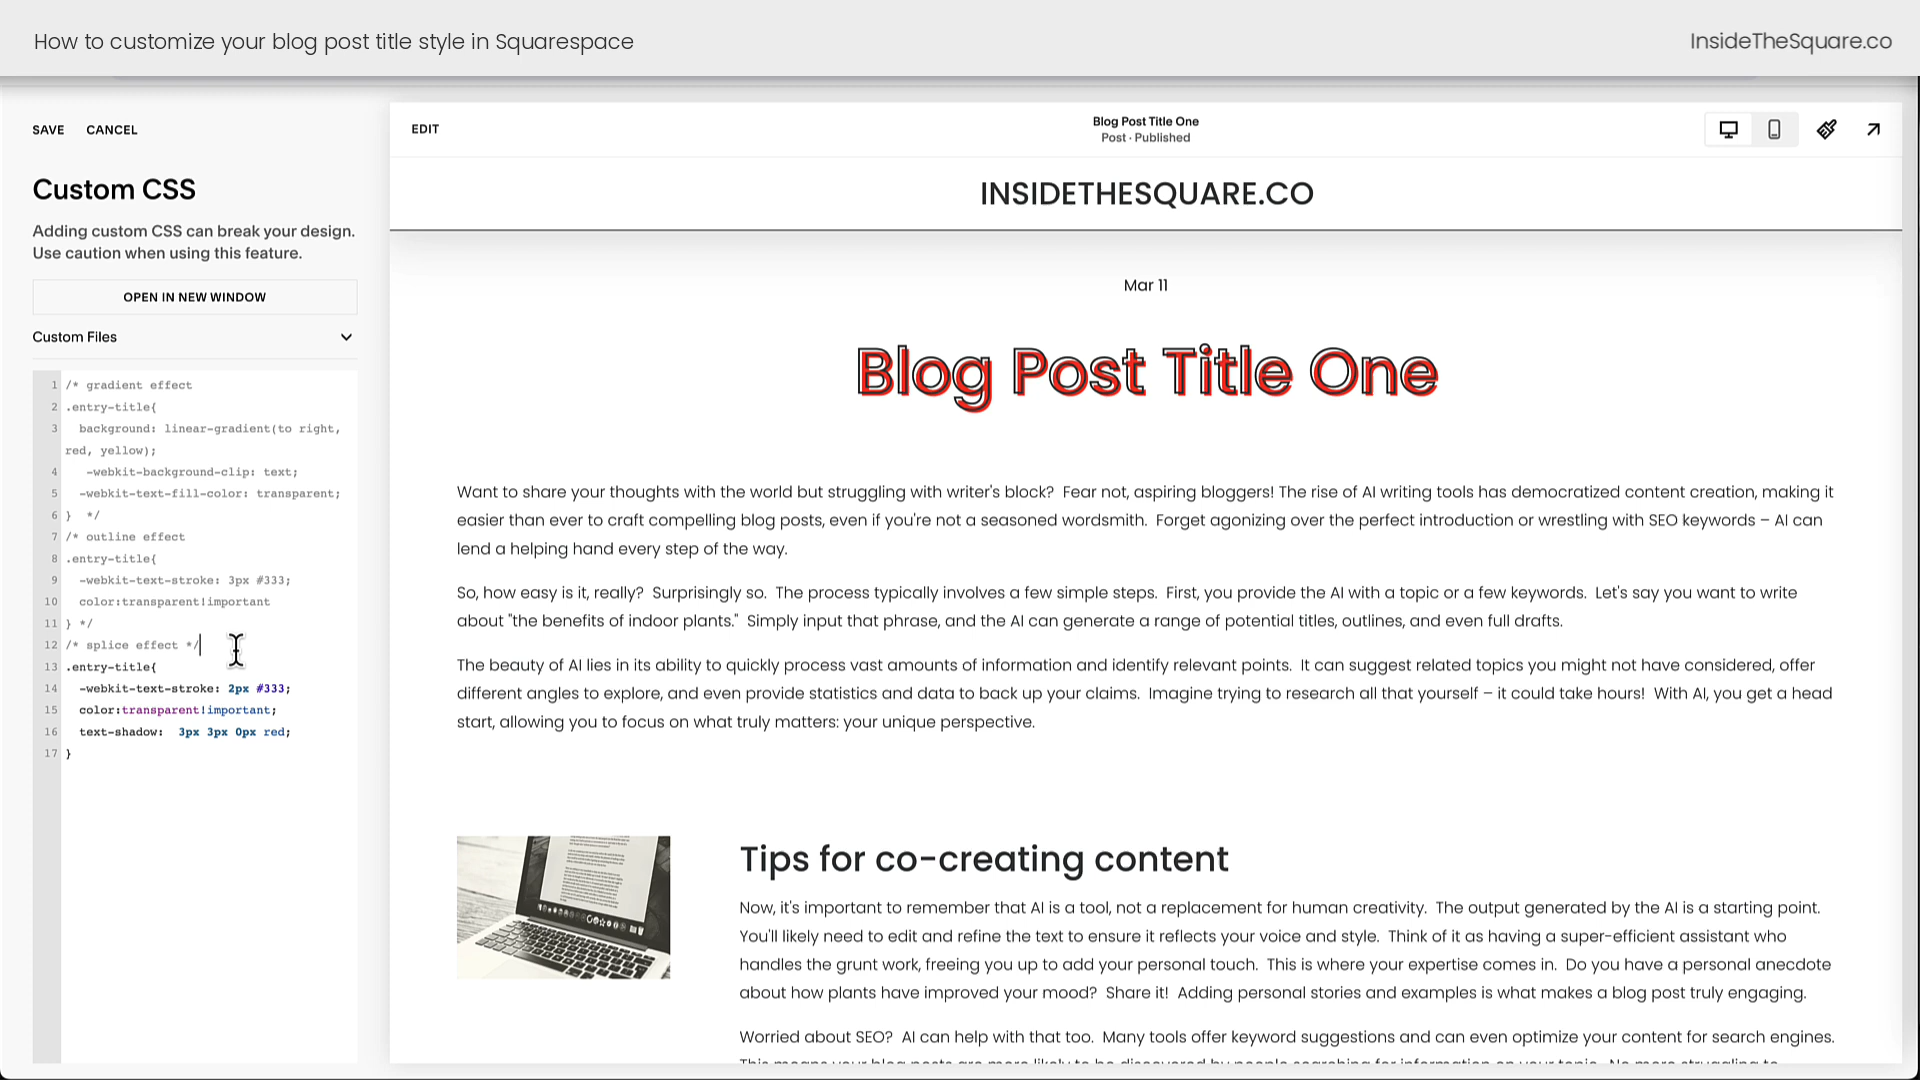 How to customize your blog post title style in Squarespace
InsideTheSquare.co
SAVE CANCEL
Custom CSS
Adding custom CSS can break your design.
Use caution when using this feature.
OPEN IN NEW WINDOW
Custom Files
1 /* gradient effect
2 .entry-title{
3 background: linear-gradient(to right,
red, yellow);
4 -webkit-background-clip: text;
5 -webkit-text-fill-color: transparent;
6 } */
7 /* outline effect
8 .entry-title{
9 -webkit-text-stroke: 3px #333;
10 color:transparent!important
11 } */
12 /* splice effect */
13 .entry-title{
14 -webkit-text-stroke: 2px #333;
15 color:transparent!important;
16 text-shadow: 3px 3px 0px red;
17 }
EDIT
Blog Post Title One
Post · Published
INSIDETHESQUARE.CO
Mar 11
Blog Post Title One
Want to share your thoughts with the world but struggling with writer's block? Fear not, aspiring bloggers! The rise of AI writing tools has democratized content creation, making it
easier than ever to craft compelling blog posts, even if you're not a seasoned wordsmith. Forget agonizing over the perfect introduction or wrestling with SEO keywords – AI can
lend a helping hand every step of the way.
So, how easy is it, really? Surprisingly so. The process typically involves a few simple steps. First, you provide the AI with a topic or a few keywords. Let's say you want to write
about "the benefits of indoor plants." Simply input that phrase, and the AI can generate a range of potential titles, outlines, and even full drafts.
The beauty of AI lies in its ability to quickly process vast amounts of information and identify relevant points. It can suggest related topics you might not have considered, offer
different angles to explore, and even provide statistics and data to back up your claims. Imagine trying to research all that yourself – it could take hours! With AI, you get a head
start, allowing you to focus on what truly matters: your unique perspective.
Tips for co-creating content
Now, it's important to remember that AI is a tool, not a replacement for human creativity. The output generated by the AI is a starting point.
You'll likely need to edit and refine the text to ensure it reflects your voice and style. Think of it as having a super-efficient assistant who
handles the grunt work, freeing you up to add your personal touch. This is where your expertise comes in. Do you have a personal anecdote
about how plants have improved your mood? Share it! Adding personal stories and examples is what makes a blog post truly engaging.
Worried about SEO? AI can help with that too. Many tools offer keyword suggestions and can even optimize your content for search engines.